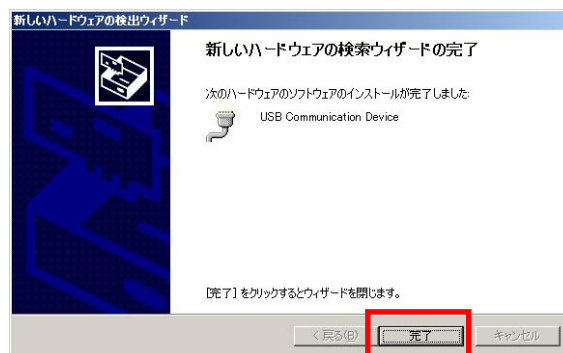 新しいハードウェアの検出ウィザード
新しいハードウェアの検索ウィザードの完了
次のハードウェアのソフトウェアのインストールが完了しました:
USB Communication Device
[完了] をクリックするとウィザードを閉じます。
< 戻る(B)
完了
キャンセル